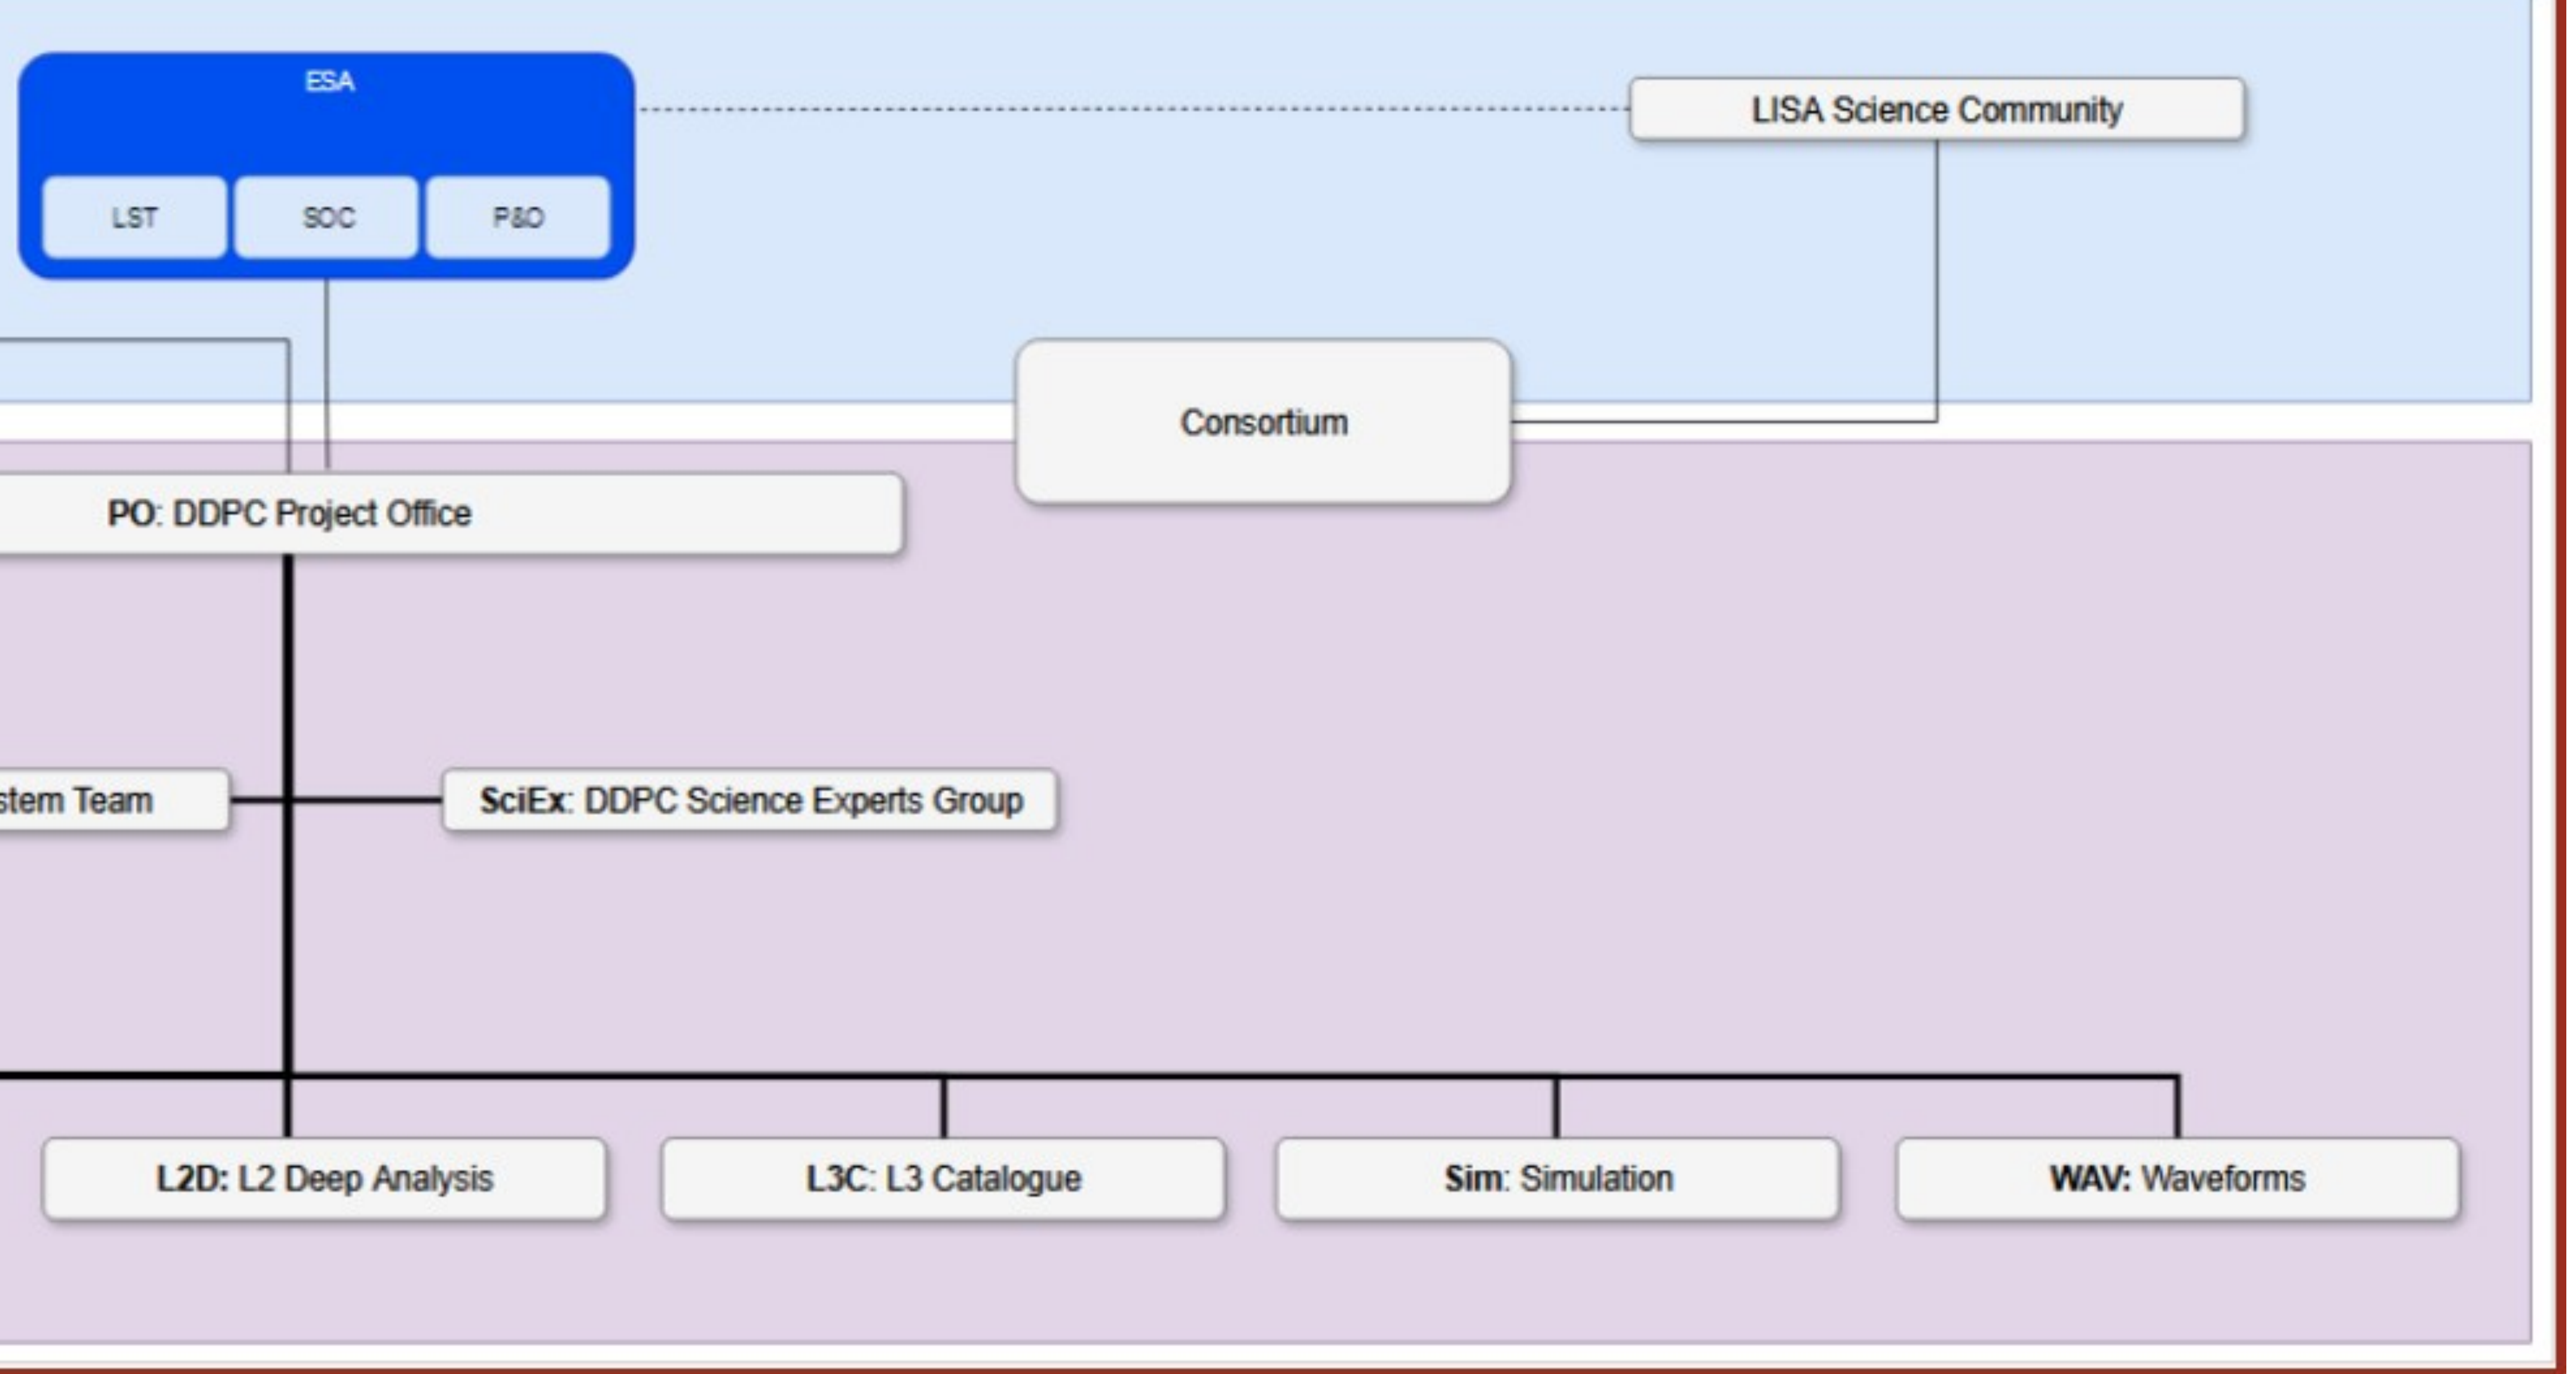 ESA
LISA Science Community
LST
SOC
P&O
Consortium
PO: DDPC Project Office
stem Team
SciEx: DDPC Science Experts Group
L2D: L2 Deep Analysis
L3C: L3 Catalogue
Sim: Simulation
WAV: Waveforms